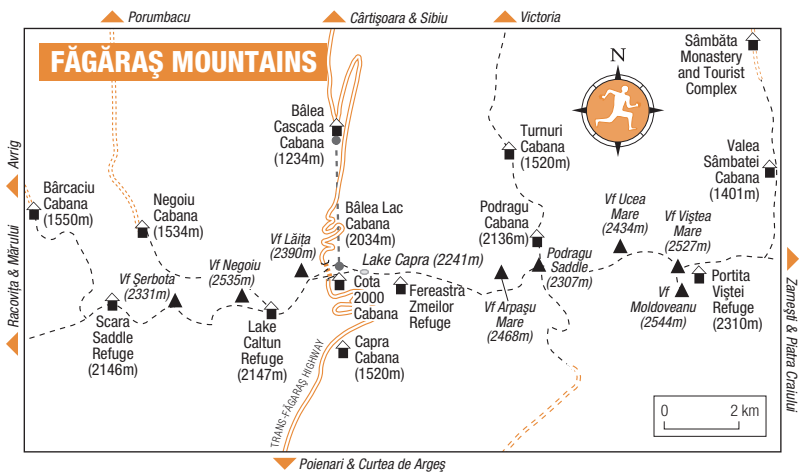 Porumbacu
Cârtişoara & Sibiu
Victoria
FĂGĂRAŞ MOUNTAINS
N
Sâmbăta
Monastery
and Tourist
Complex
Bâlea
Cascada
Cabana
(1234m)
Turnuri
Cabana
(1520m)
Avrig
Valea
Sâmbatei
Cabana
(1401m)
Bârcaciu
Cabana
(1550m)
Negoiu
Cabana
(1534m)
Bâlea Lac
Cabana
(2034m)
Podragu
Cabana
(2136m)
Vf Ucea
Mare
(2434m)
Vf Viştea
Mare
(2527m)
Racoviţa & Mărului
Vf Şerbota
(2331m)
Vf Negoiu
(2535m)
Vf Lăiţa
(2390m)
Lake Capra (2241m)
Podragu
Saddle
(2307m)
Zarneşti & Piatra Craiului
Scara
Saddle
Refuge
(2146m)
Lake
Caltun
Refuge
(2147m)
Cota
2000
Cabana
Fereastra
Zmeilor
Refuge
Vf Arpaşu
Mare
(2468m)
Vf
Moldoveanu
(2544m)
Portita
Viştei
Refuge
(2310m)
Capra
Cabana
(1520m)
TRANS-FĂGARAŞ HIGHWAY
0 2 km
Poienari & Curtea de Argeş